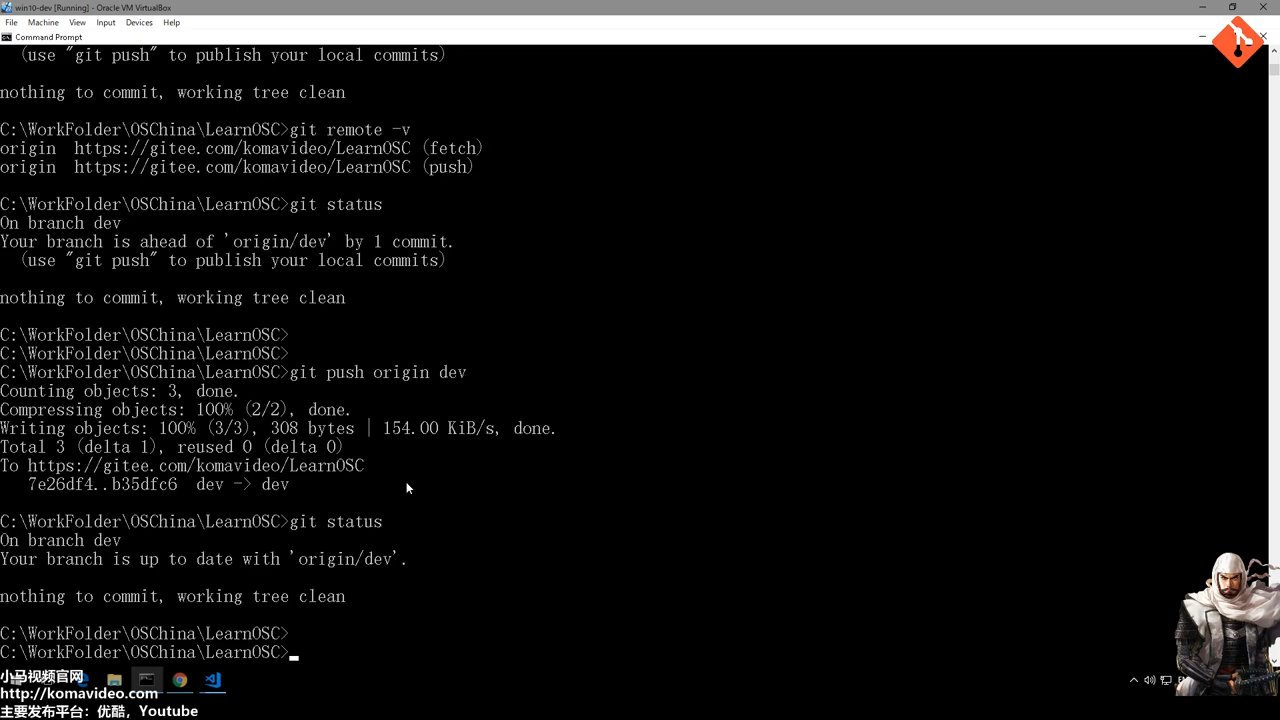 win10-dev [Running] - Oracle VM VirtualBox
File Machine View Input Devices Help
Command Prompt
(use "git push" to publish your local commits)
nothing to commit, working tree clean
C:\WorkFolder\OSChina\LearnOSC>git remote -v
origin https://gitee.com/komavideo/LearnOSC (fetch)
origin https://gitee.com/komavideo/LearnOSC (push)
C:\WorkFolder\OSChina\LearnOSC>git status
On branch dev
Your branch is ahead of 'origin/dev' by 1 commit.
(use "git push" to publish your local commits)
nothing to commit, working tree clean
C:\WorkFolder\OSChina\LearnOSC>
C:\WorkFolder\OSChina\LearnOSC>
C:\WorkFolder\OSChina\LearnOSC>git push origin dev
Counting objects: 3, done.
Compressing objects: 100% (2/2), done.
Writing objects: 100% (3/3), 308 bytes | 154.00 KiB/s, done.
Total 3 (delta 1), reused 0 (delta 0)
To https://gitee.com/komavideo/LearnOSC
7e26df4..b35dfc6 dev -> dev
C:\WorkFolder\OSChina\LearnOSC>git status
On branch dev
Your branch is up to date with 'origin/dev'.
nothing to commit, working tree clean
C:\WorkFolder\OSChina\LearnOSC>
C:\WorkFolder\OSChina\LearnOSC>
小马视频官网
http://komavideo.com
主要发布平台：优酷，Youtube